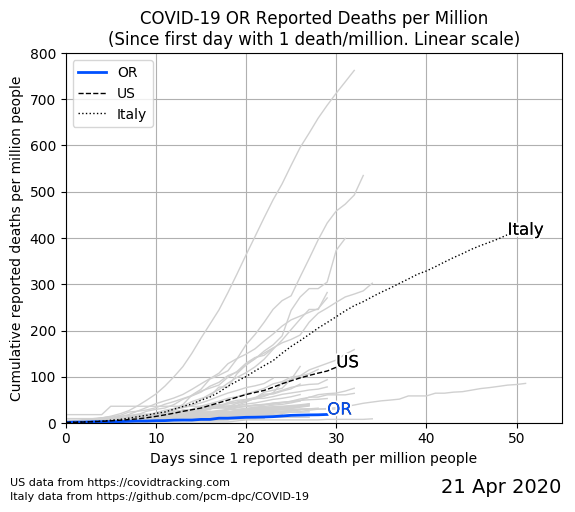 COVID-19 OR Reported Deaths per Million
(Since first day with 1 death/million. Linear scale)
OR
US
Italy
Cumulative reported deaths per million people
800
700
600
500
400
300
200
100
0
Italy
US
OR
0 10 20 30 40 50
Days since 1 reported death per million people
US data from https://covidtracking.com
Italy data from https://github.com/pcm-dpc/COVID-19
21 Apr 2020